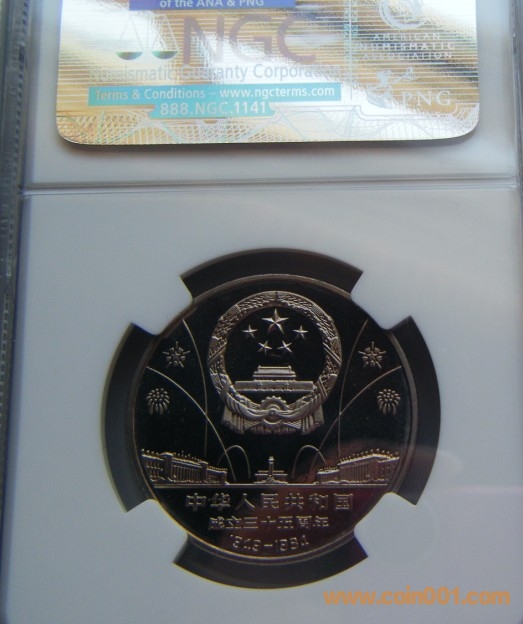 of the ANA & PNG
NGC
Numismatic Guaranty Corporation
Terms & Conditions – www.ngcterms.com
888.NGC.1141
AMERICAN
NUMISMATIC
PNG
中华人民共和国
成立三十五周年
1949-1984
www.coin001.com